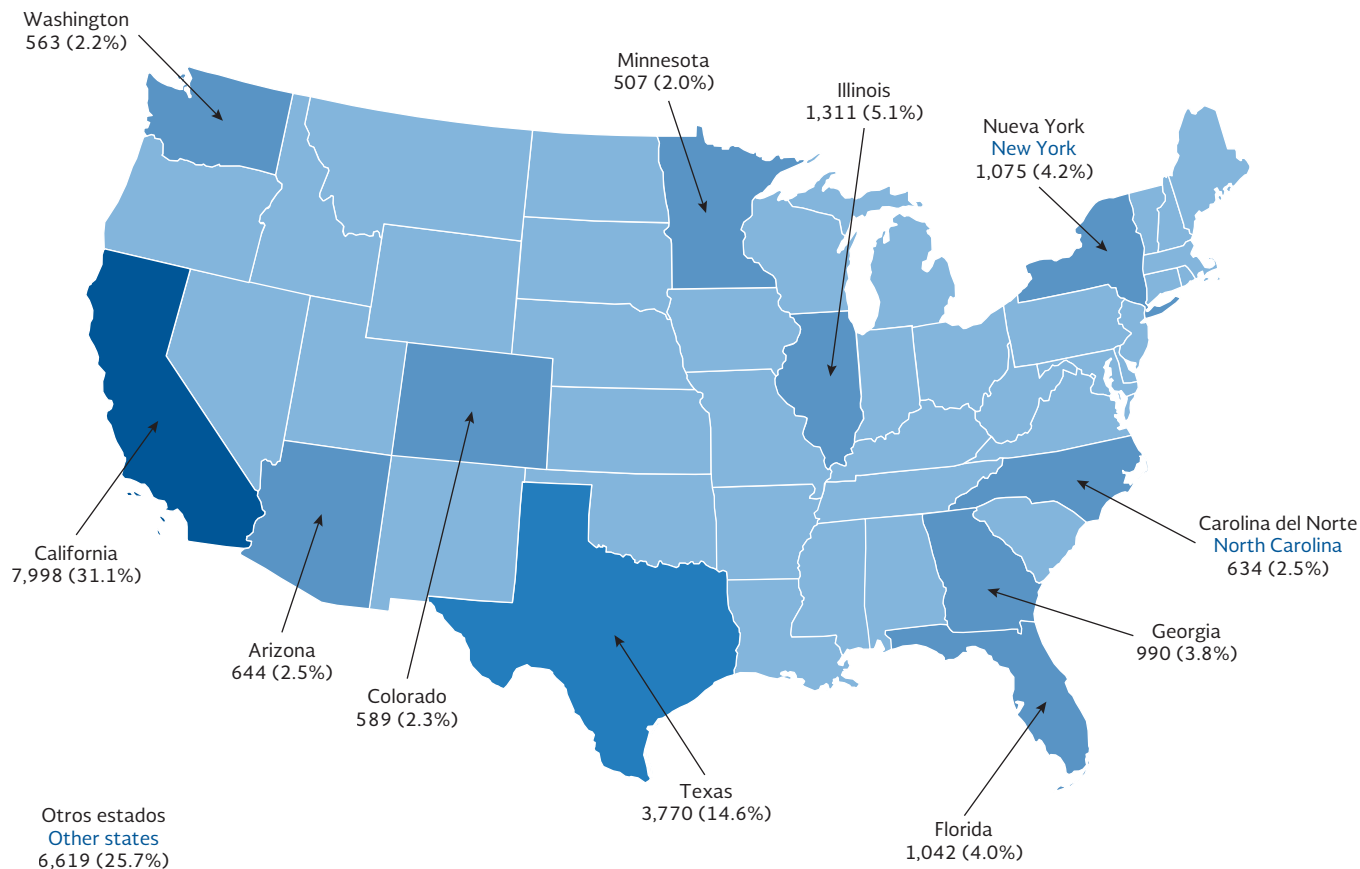 Washington
563 (2.2%)
Minnesota
507 (2.0%)
Illinois
1,311 (5.1%)
Nueva York
New York
1,075 (4.2%)
California
7,998 (31.1%)
Carolina del Norte
North Carolina
634 (2.5%)
Arizona
644 (2.5%)
Georgia
990 (3.8%)
Colorado
589 (2.3%)
Texas
3,770 (14.6%)
Otros estados
Other states
6,619 (25.7%)
Florida
1,042 (4.0%)